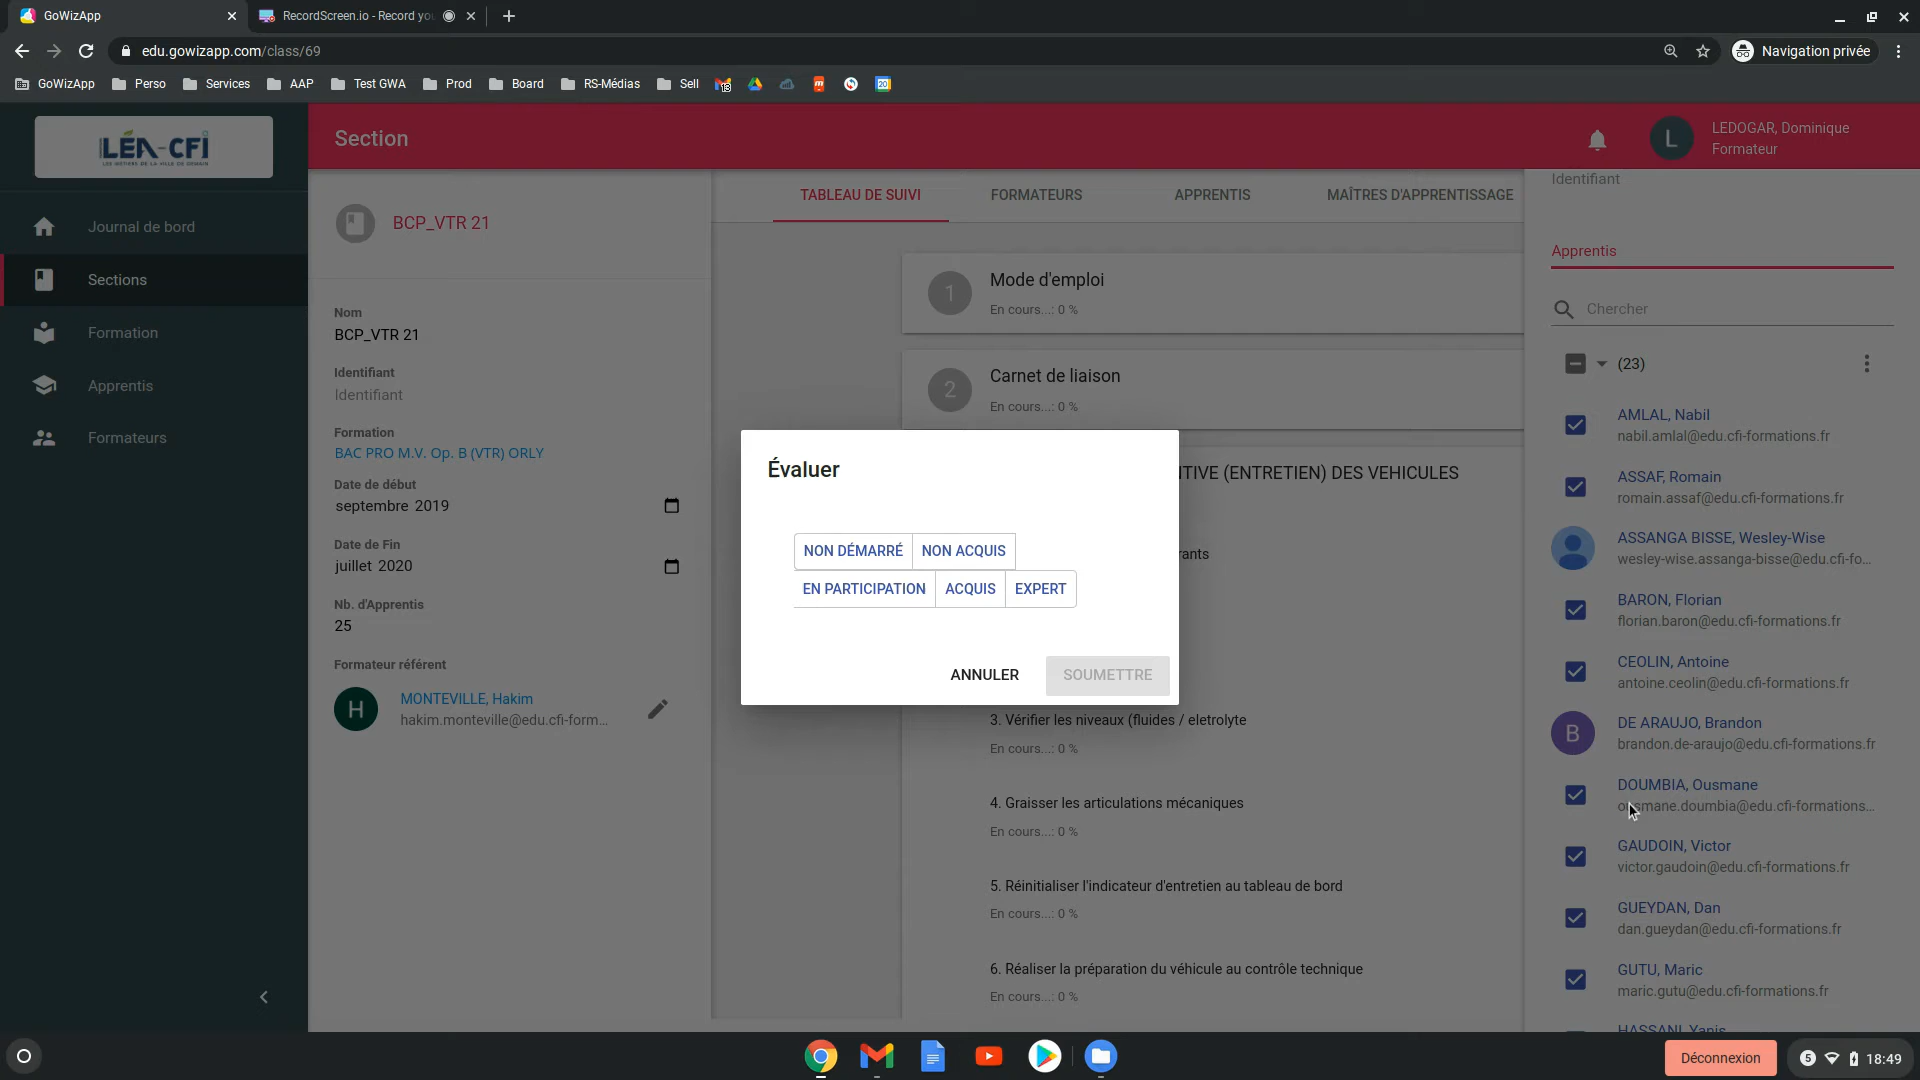 GoWizApp
RecordScreen.io - Record you
edu.gowizapp.com/class/69
Navigation privée
GoWizApp
Perso
Services
AAP
Test GWA
Prod
Board
RS-Médias
Sell
LÉA-CFI
Section
LEDOGAR, Dominique
Formateur
L
Journal de bord
Sections
Formation
Apprentis
Formateurs
BCP_VTR 21
Nom
BCP_VTR 21
Identifiant
Identifiant
Formation
BAC PRO M.V. Op. B (VTR) ORLY
Date de début
septembre 2019
Date de Fin
juillet 2020
Nb. d'Apprentis
25
Formateur référent
H
MONTEVILLE, Hakim
hakim.monteville@edu.cfi-form...
TABLEAU DE SUIVI
FORMATEURS
APPRENTIS
MAÎTRES D'APPRENTISSAGE
1
Mode d'emploi
En cours...: 0 %
2
Carnet de liaison
En cours...: 0 %
TIVE (ENTRETIEN) DES VEHICULES
rants
Évaluer
NON DÉMARRÉ
NON ACQUIS
EN PARTICIPATION
ACQUIS
EXPERT
ANNULER
SOUMETTRE
3. Vérifier les niveaux (fluides / eletrolyte
En cours...: 0 %
4. Graisser les articulations mécaniques
En cours...: 0 %
5. Réinitialiser l'indicateur d'entretien au tableau de bord
En cours...: 0 %
6. Réaliser la préparation du véhicule au contrôle technique
En cours...: 0 %
Identifiant
Apprentis
Chercher
(23)
AMLAL, Nabil
nabil.amlal@edu.cfi-formations.fr
ASSAF, Romain
romain.assaf@edu.cfi-formations.fr
ASSANGA BISSE, Wesley-Wise
wesley-wise.assanga-bisse@edu.cfi-fo...
BARON, Florian
florian.baron@edu.cfi-formations.fr
CEOLIN, Antoine
antoine.ceolin@edu.cfi-formations.fr
B
DE ARAUJO, Brandon
brandon.de-araujo@edu.cfi-formations.fr
DOUMBIA, Ousmane
ousmane.doumbia@edu.cfi-formations...
GAUDOIN, Victor
victor.gaudoin@edu.cfi-formations.fr
GUEYDAN, Dan
dan.gueydan@edu.cfi-formations.fr
GUTU, Maric
maric.gutu@edu.cfi-formations.fr
HASSANI, Yanis
Déconnexion
5
18:49